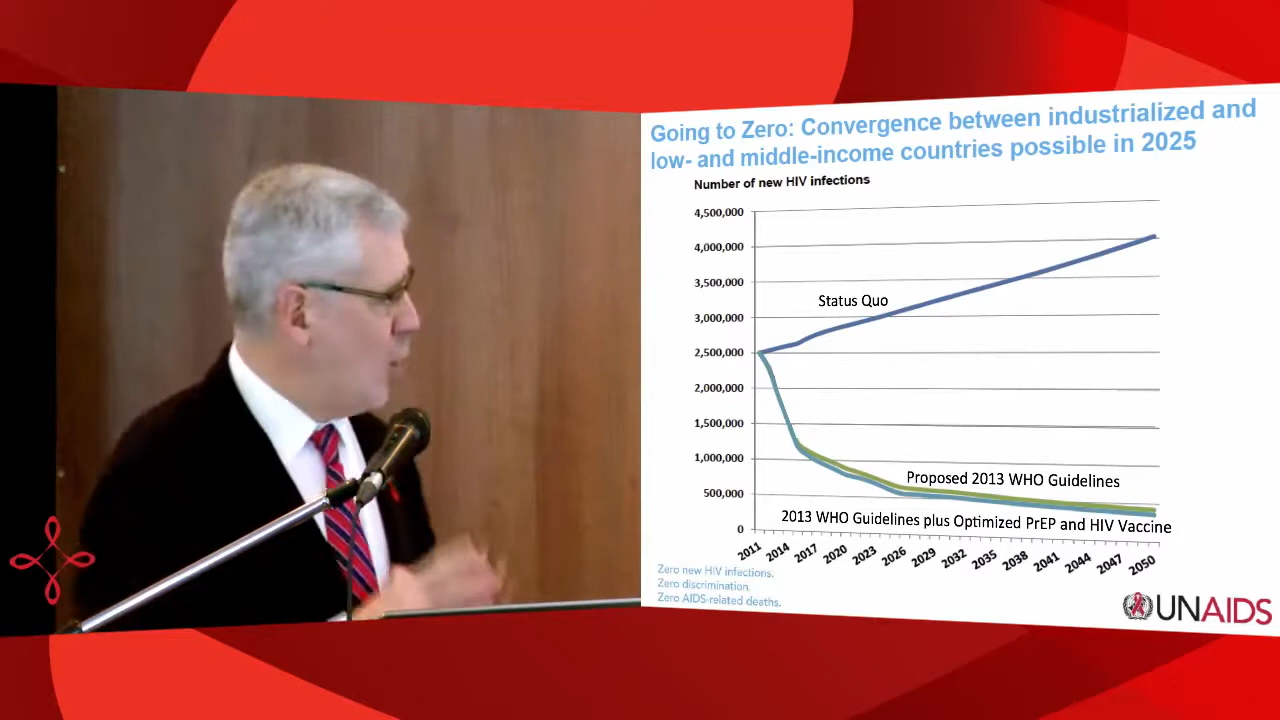 Going to Zero: Convergence between industrialized and
low- and middle-income countries possible in 2025
Number of new HIV infections
4,500,000
4,000,000
3,500,000
3,000,000
2,500,000
2,000,000
1,500,000
1,000,000
500,000
0
Status Quo
Proposed 2013 WHO Guidelines
2013 WHO Guidelines plus Optimized PrEP and HIV Vaccine
2011
2014
2017
2020
2023
2026
2029
2032
2035
2038
2041
2044
2047
2050
Zero new HIV infections.
Zero discrimination.
Zero AIDS-related deaths.
UNAIDS